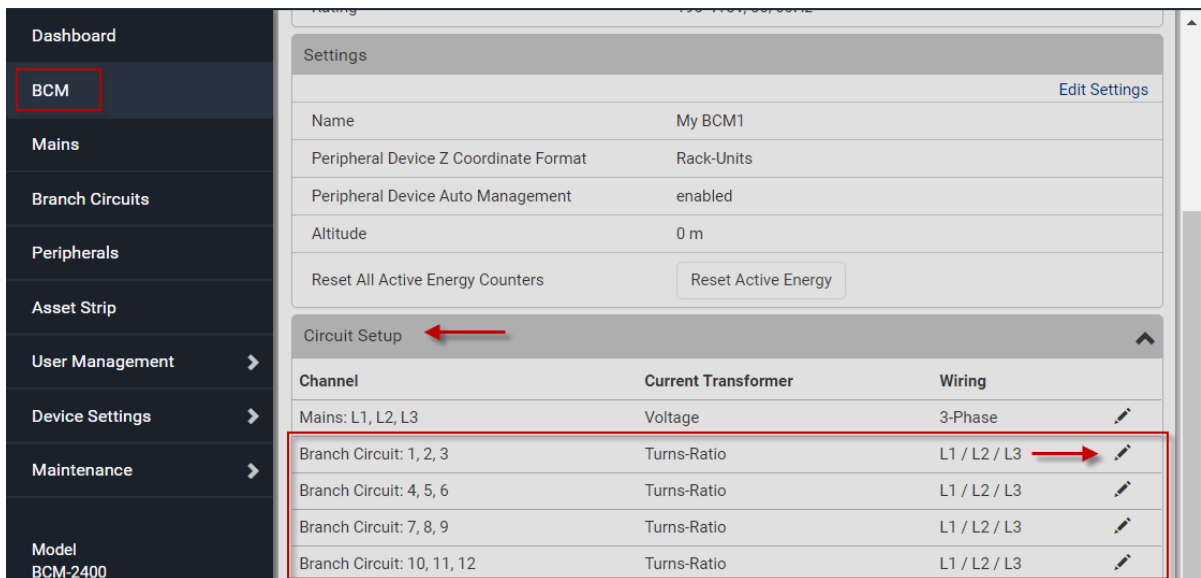 Dashboard
BCM
Mains
Branch Circuits
Peripherals
Asset Strip
User Management
Device Settings
Maintenance
Model
BCM-2400
Settings
Edit Settings
Name My BCM1
Peripheral Device Z Coordinate Format Rack-Units
Peripheral Device Auto Management enabled
Altitude 0 m
Reset All Active Energy Counters Reset Active Energy
Circuit Setup
Channel Current Transformer Wiring
Mains: L1, L2, L3 Voltage 3-Phase
Branch Circuit: 1, 2, 3 Turns-Ratio L1 / L2 / L3
Branch Circuit: 4, 5, 6 Turns-Ratio L1 / L2 / L3
Branch Circuit: 7, 8, 9 Turns-Ratio L1 / L2 / L3
Branch Circuit: 10, 11, 12 Turns-Ratio L1 / L2 / L3